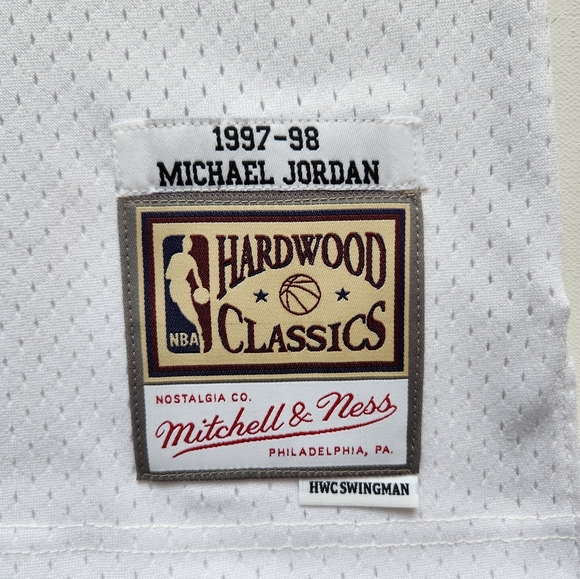 1997-98
MICHAEL JORDAN
HARDWOOD
CLASSICS
NBA
NOSTALGIA CO.
Mitchell & Ness
PHILADELPHIA, PA.
HWC SWINGMAN